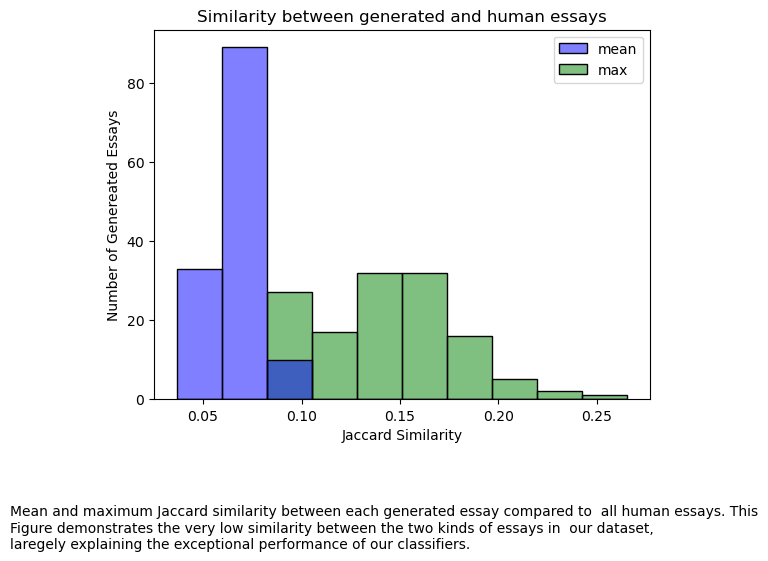 Similarity between generated and human essays
mean
max
Number of Genereated Essays
80
60
40
20
0
0.05 0.10 0.15 0.20 0.25
Jaccard Similarity
Mean and maximum Jaccard similarity between each generated essay compared to  all human essays. This
Figure demonstrates the very low similarity between the two kinds of essays in  our dataset,
laregely explaining the exceptional performance of our classifiers.